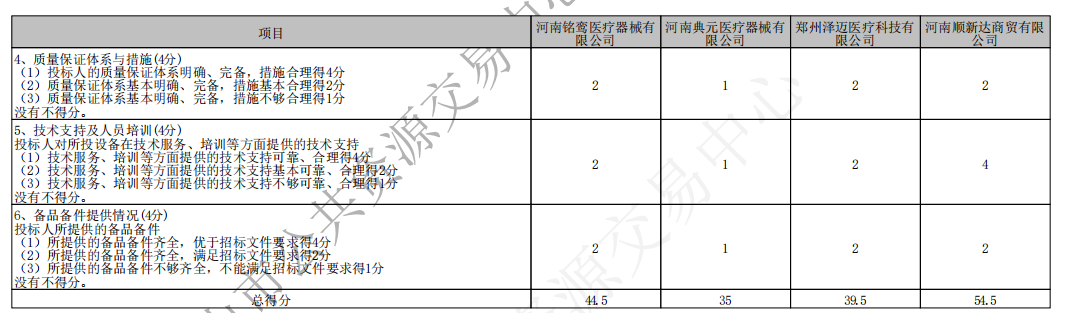 项目
河南铭鸾医疗器械有
限公司
河南典元医疗器械有
限公司
郑州泽迈医疗科技有
限公司
河南顺新达商贸有限
公司
4、质量保证体系与措施(4分)
(1)投标人的质量保证体系明确、完备，措施合理得4分
(2)质量保证体系基本明确、完备，措施基本合理得2分
(3)质量保证体系基本明确、完备，措施不够合理得1分
没有不得分。
2
1
2
2
5、技术支持及人员培训(4分)
投标人对所投设备在技术服务、培训等方面提供的技术支持
(1)技术服务、培训等方面提供的技术支持可靠、合理得4分
(2)技术服务、培训等方面提供的技术支持基本可靠、合理得2分
(3)技术服务、培训等方面提供的技术支持不够可靠、合理得1分
没有不得分。
2
1
2
4
6、备品备件提供情况(4分)
投标人所提供的备品备件
(1)所提供的备品备件齐全，优于招标文件要求得4分
(2)所提供的备品备件齐全，满足招标文件要求得2分
(3)所提供的备品备件不够齐全，不能满足招标文件要求得1分
没有不得分。
2
1
2
2
总得分
44.5
35
39.5
54.5
山市公共资源交易中心
资源交易中心